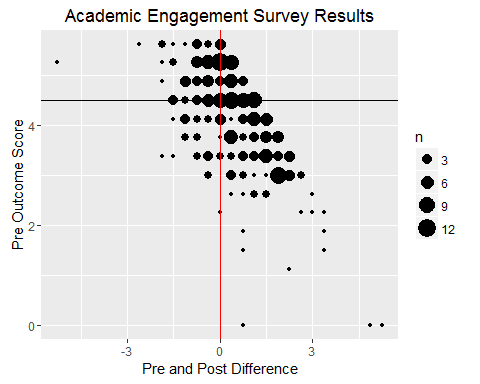 Academic Engagement Survey Results
Pre Outcome Score
4
2
0
-3
0
3
Pre and Post Difference
n
3
6
9
12